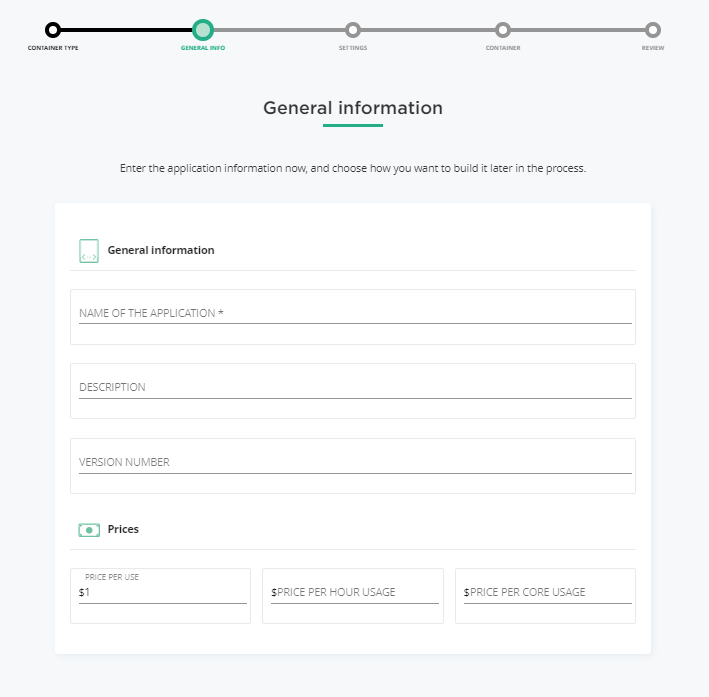 CONTAINER TYPE
GENERAL INFO
SETTINGS
CONTAINER
REVIEW
General information
Enter the application information now, and choose how you want to build it later in the process.
General information
NAME OF THE APPLICATION *
DESCRIPTION
VERSION NUMBER
Prices
PRICE PER USE
$1
$PRICE PER HOUR USAGE
$PRICE PER CORE USAGE